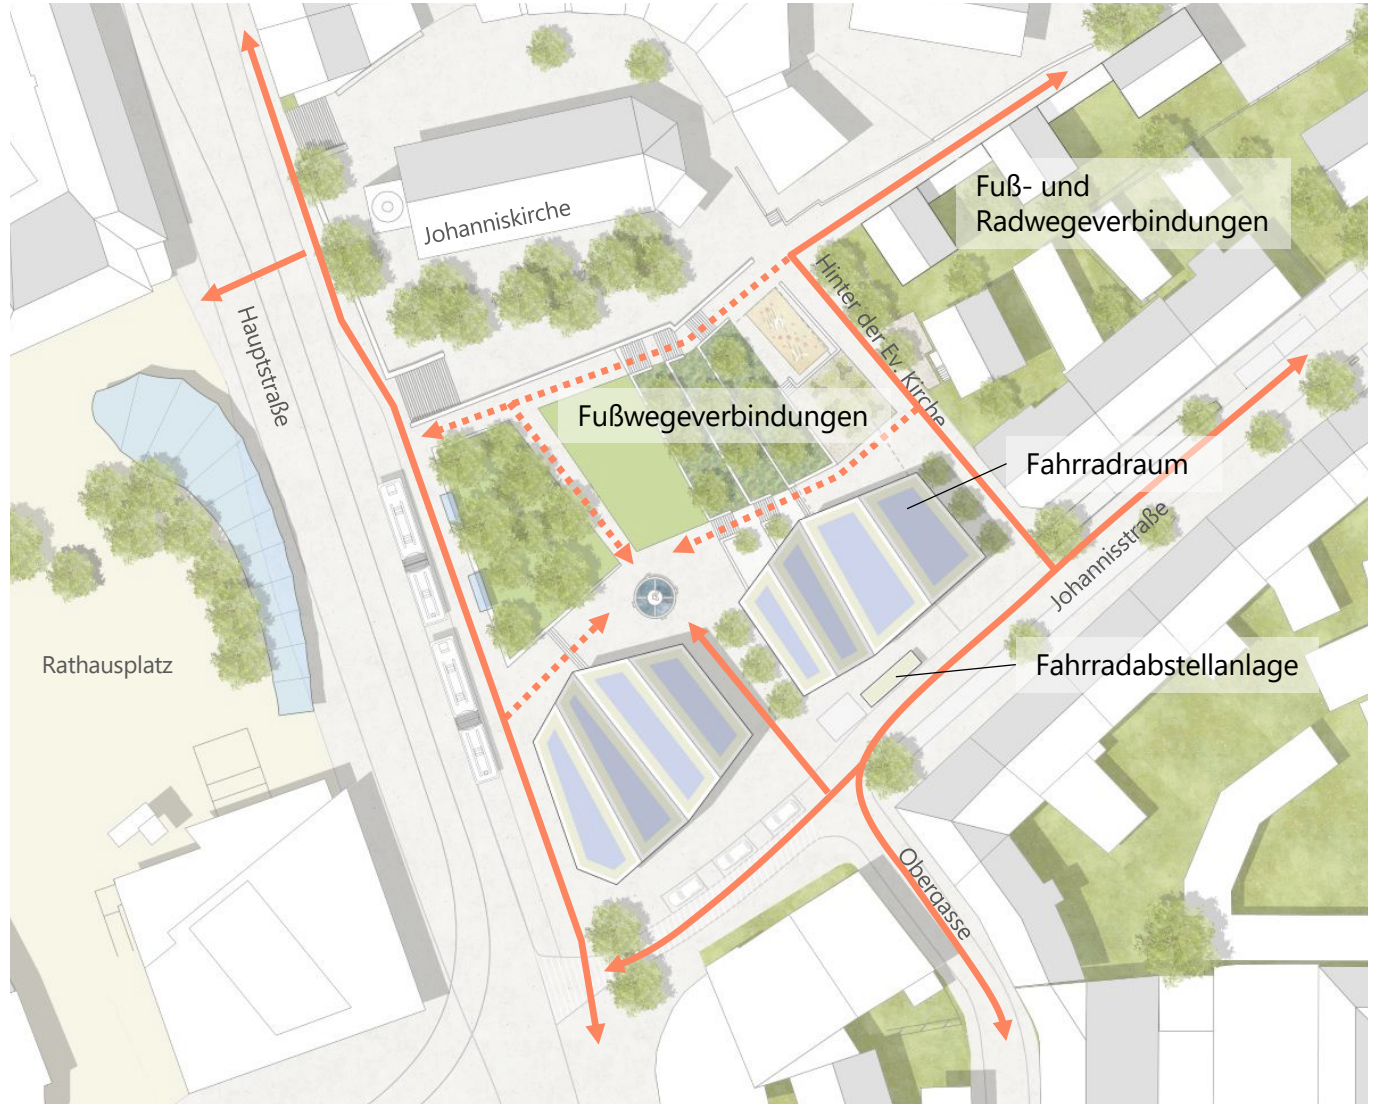 Fuß- und
Radwegeverbindungen
Johanniskirche
Hauptstraße
Hinter der Ev. Kirche
Fußwegeverbindungen
Fahrradraum
Johannisstraße
Rathausplatz
Fahrradabstellanlage
Obergasse